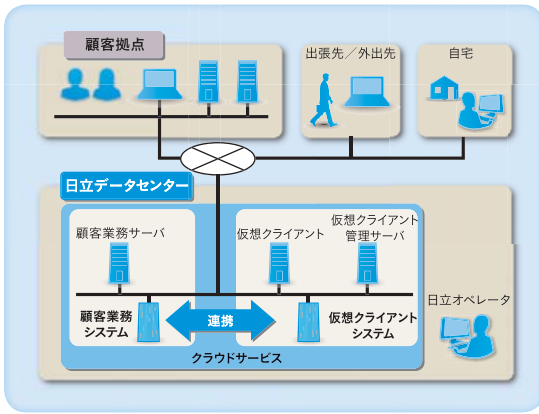 顧客拠点
出張先／外出先
自宅
日立データセンター
顧客業務サーバ
仮想クライアント
仮想クライアント
管理サーバ
日立オペレータ
顧客業務
システム
連携
仮想クライアント
システム
クラウドサービス